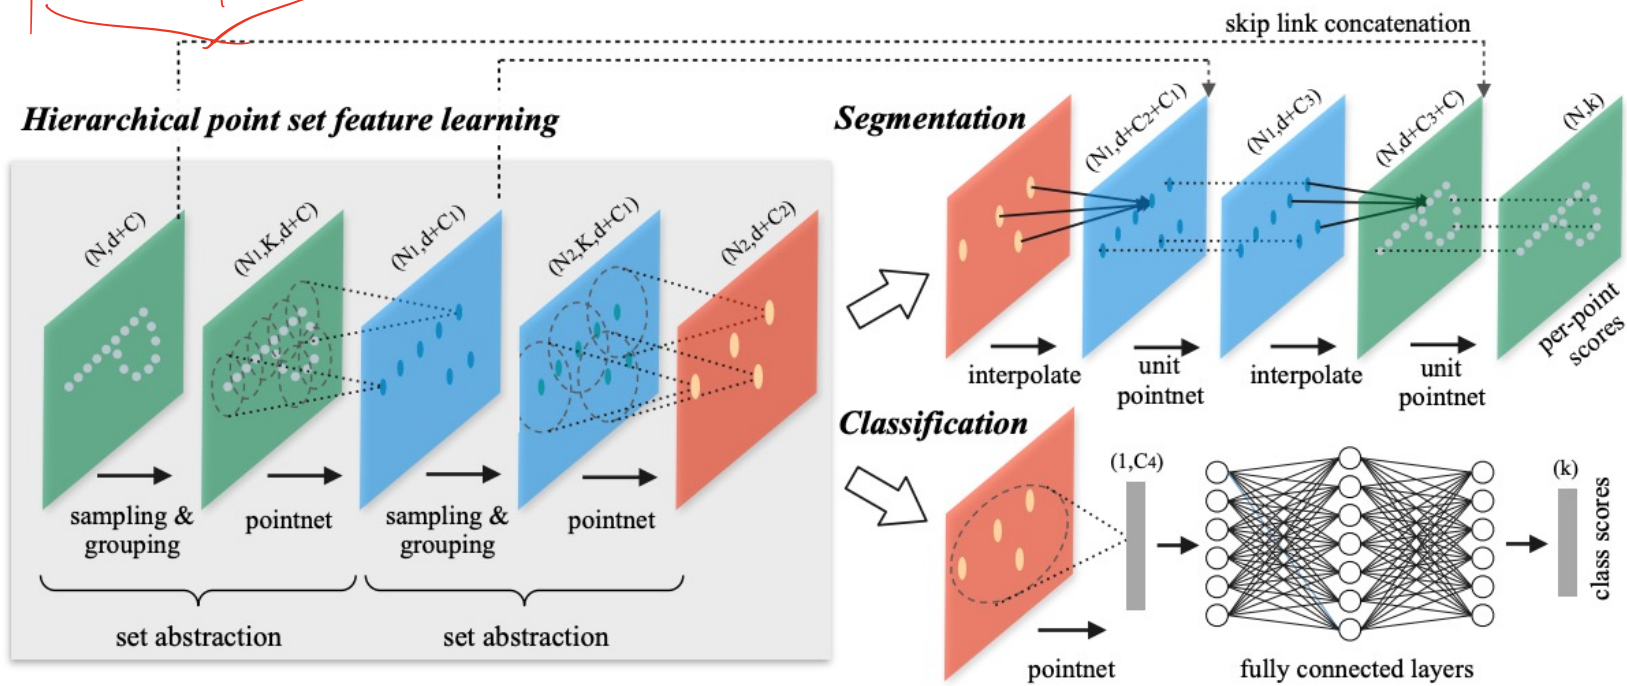 skip link concatenation
Hierarchical point set feature learning
(N,d+C)
(N1,K,d+C)
(N1,d+C1)
(N2,K,d+C1)
(N2,d+C2)
sampling &
grouping
pointnet
sampling &
grouping
pointnet
set abstraction
set abstraction
Segmentation
(N1,d+C2+C1)
(N1,d+C3)
(N,d+C3+C)
(N,k)
interpolate
unit
pointnet
interpolate
unit
pointnet
per-point
scores
Classification
(1,C4)
(k)
class scores
pointnet
fully connected layers